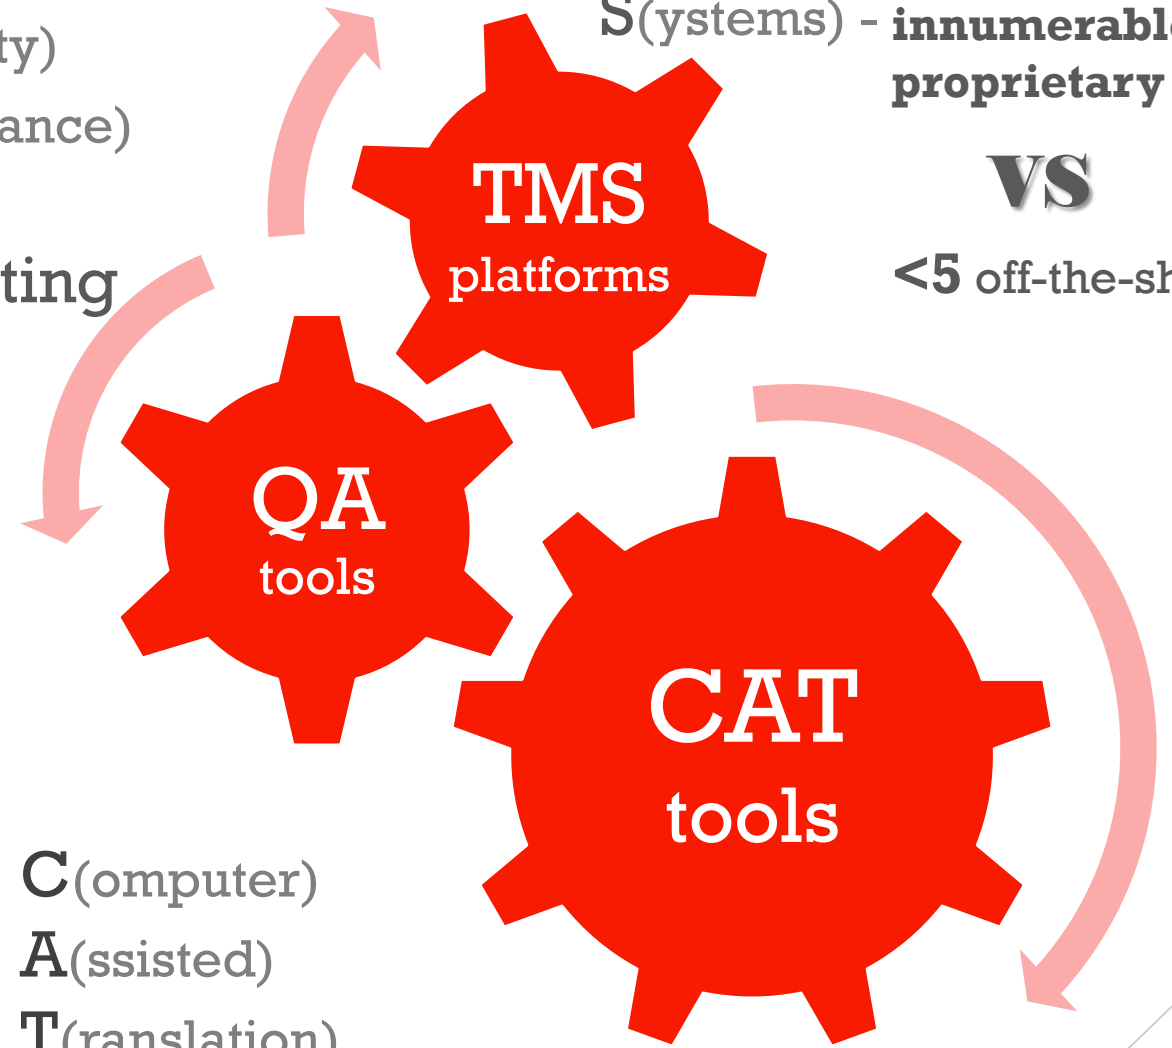 S(ystems) - innumerable
proprietary
vs
<5 off-the-sh
ty)
ance)
ting
TMS
platforms
QA
tools
CAT
tools
C(omputer)
A(ssisted)
T(ranslation)